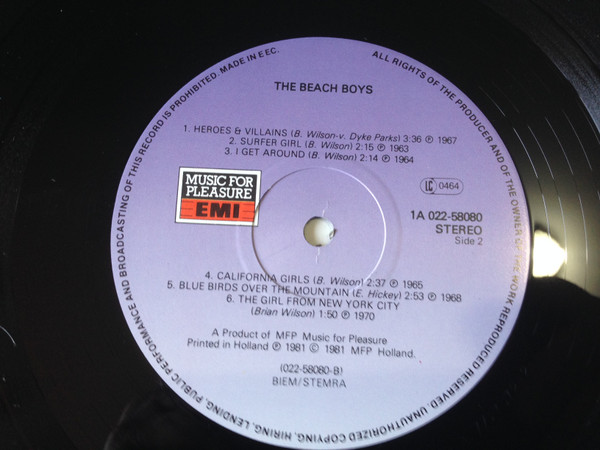 ALL RIGHTS OF THE PRODUCER AND OF THE OWNER OF THE WORK REPRODUCED RESERVED. UNAUTHORIZED COPYING, HIRING, LENDING, PUBLIC PERFORMANCE AND BROADCASTING OF THIS RECORD IS PROHIBITED. MADE IN EEC.
THE BEACH BOYS
1. HEROES & VILLAINS (B. Wilson-v. Dyke Parks) 3:36 ℗ 1967
2. SURFER GIRL (B. Wilson) 2:15 ℗ 1963
3. I GET AROUND (B. Wilson) 2:14 ℗ 1964
MUSIC FOR
PLEASURE
EMI
LC 0464
1A 022-58080
STEREO
Side 2
4. CALIFORNIA GIRLS (B. Wilson) 2:37 ℗ 1965
5. BLUE BIRDS OVER THE MOUNTAIN (E. Hickey) 2:53 ℗ 1968
6. THE GIRL FROM NEW YORK CITY
(Brian Wilson) 1:50 ℗ 1970
A Product of MFP Music for Pleasure
Printed in Holland ℗ 1981 © 1981 MFP Holland.
(022-58080-B)
BIEM/STEMRA